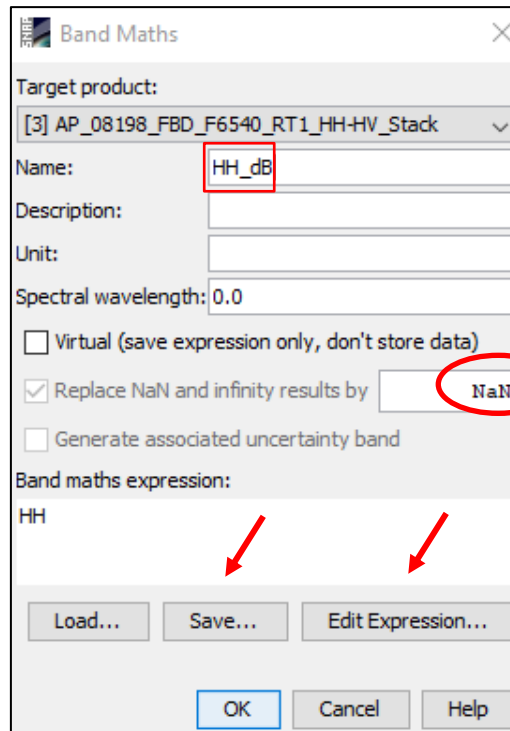 Band Maths
Target product:
[3] AP_08198_FBD_F6540_RT1_HH-HV_Stack
Name: HH_dB
Description:
Unit:
Spectral wavelength: 0.0
Virtual (save expression only, don't store data)
Replace NaN and infinity results by NaN
Generate associated uncertainty band
Band maths expression:
HH
Load... Save... Edit Expression...
OK Cancel Help